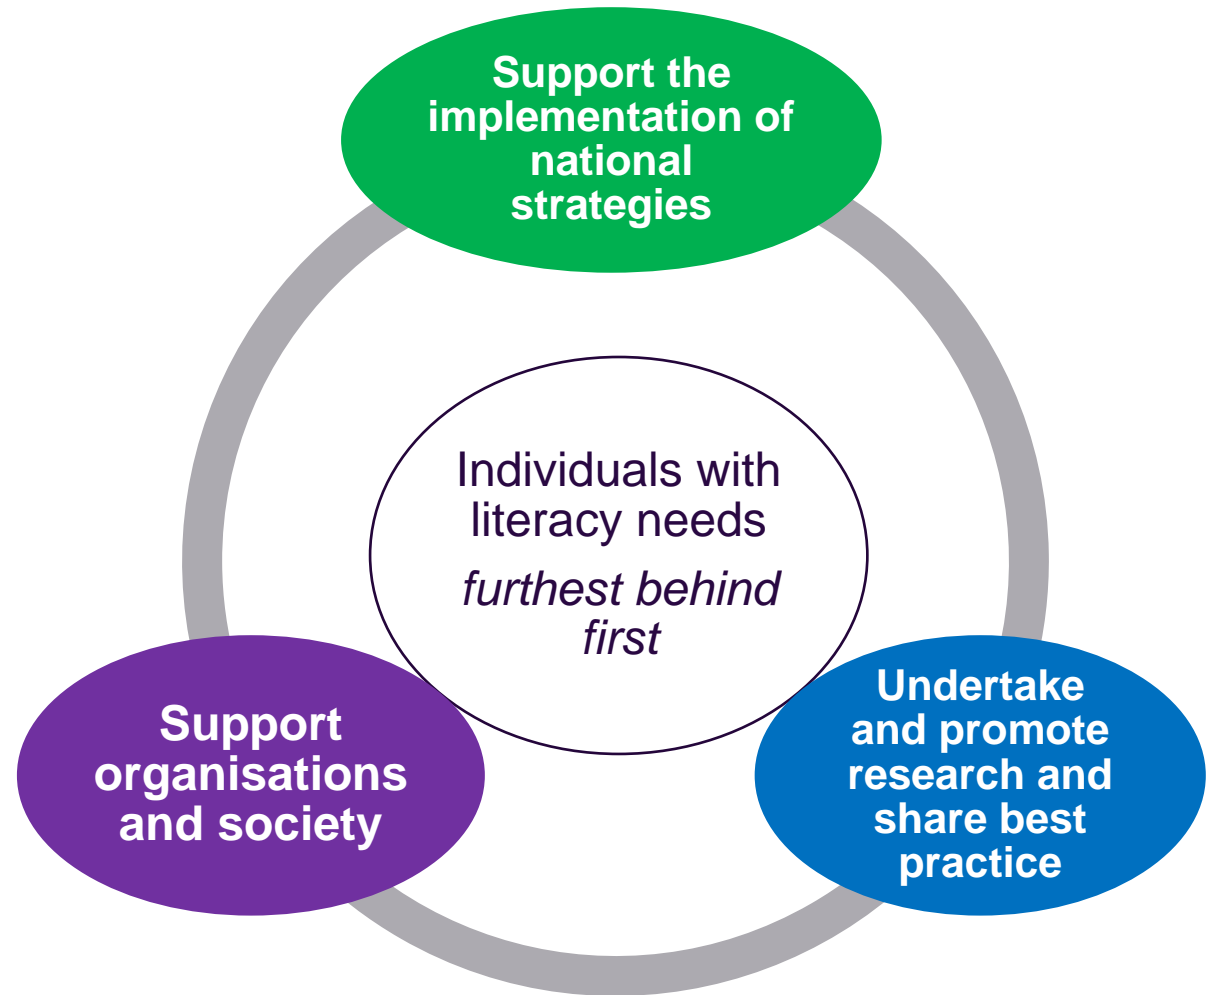 Support the
implementation of
national
strategies
Individuals with
literacy needs
furthest behind
first
Support
organisations
and society
Undertake
and promote
research and
share best
practice